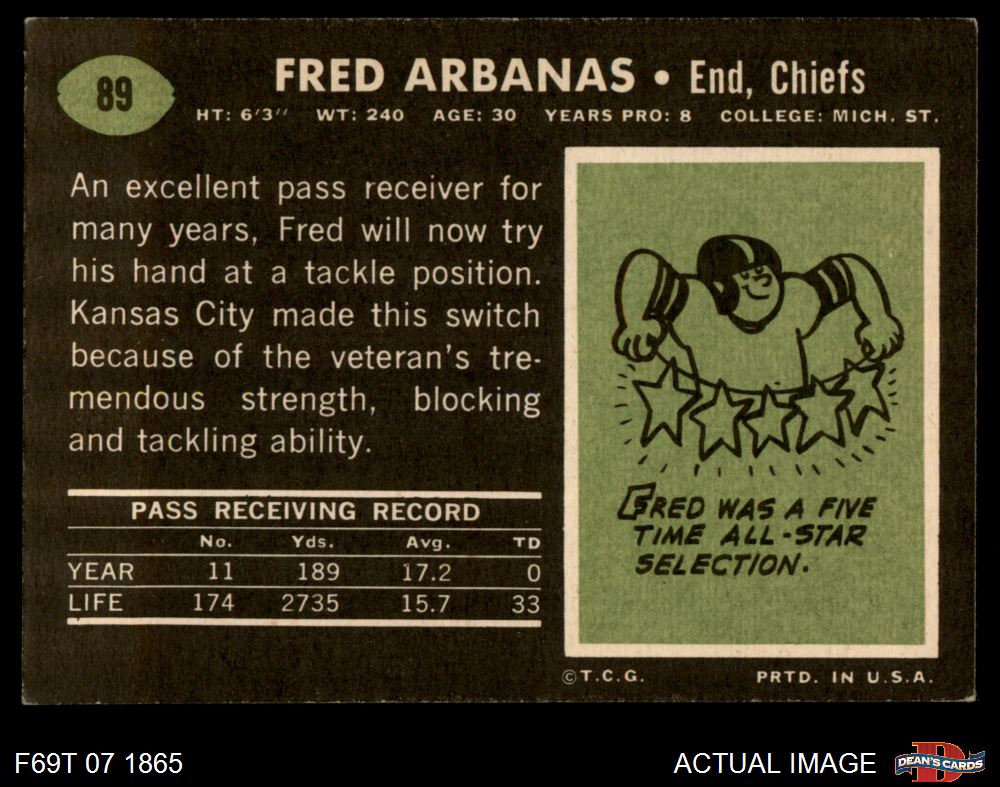 89
FRED ARBANAS • End, Chiefs
HT: 6'3" WT: 240 AGE: 30 YEARS PRO: 8 COLLEGE: MICH. ST.
An excellent pass receiver for
many years, Fred will now try
his hand at a tackle position.
Kansas City made this switch
because of the veteran's tre-
mendous strength, blocking
and tackling ability.
PASS RECEIVING RECORD
No. Yds. Avg. TD
YEAR 11 189 17.2 0
LIFE 174 2735 15.7 33
FRED WAS A FIVE
TIME ALL-STAR
SELECTION.
©T.C.G. PRTD. IN U.S.A.
F69T 07 1865
ACTUAL IMAGE
D
DEAN'S CARDS